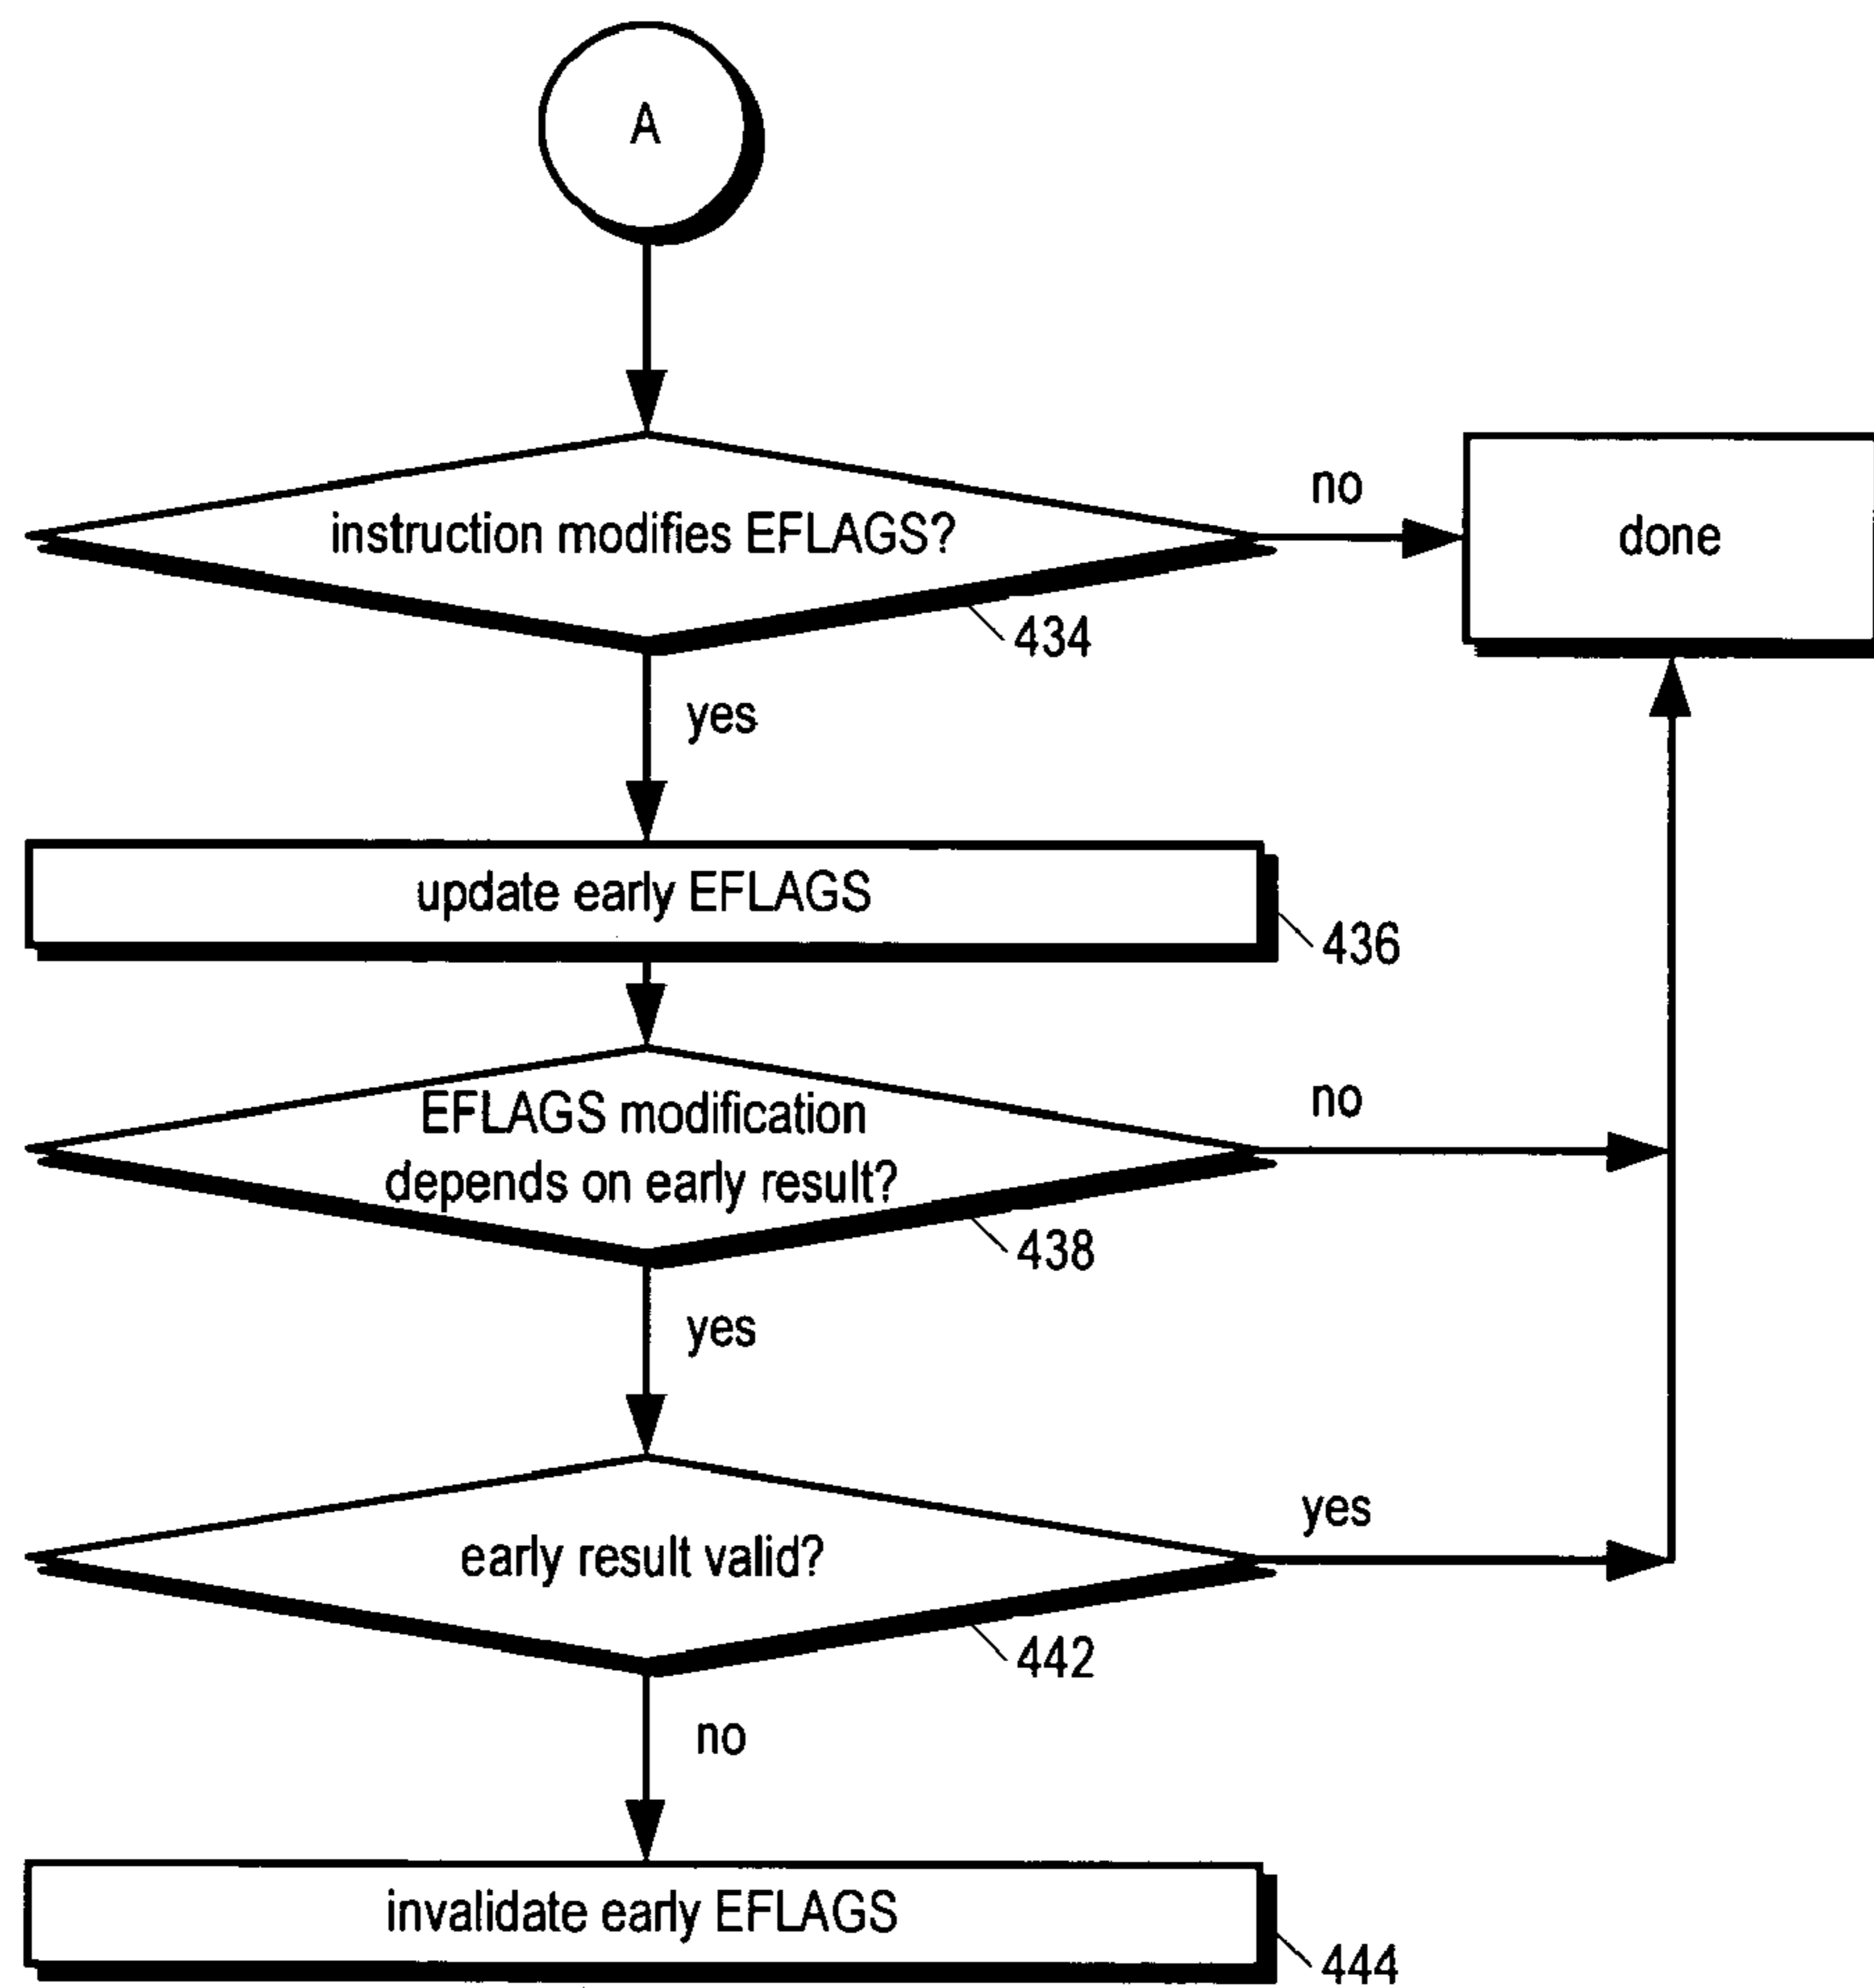 A
instruction modifies EFLAGS?
no
done
434
yes
update early EFLAGS
436
EFLAGS modification
depends on early result?
no
438
yes
early result valid?
yes
442
no
invalidate early EFLAGS
444